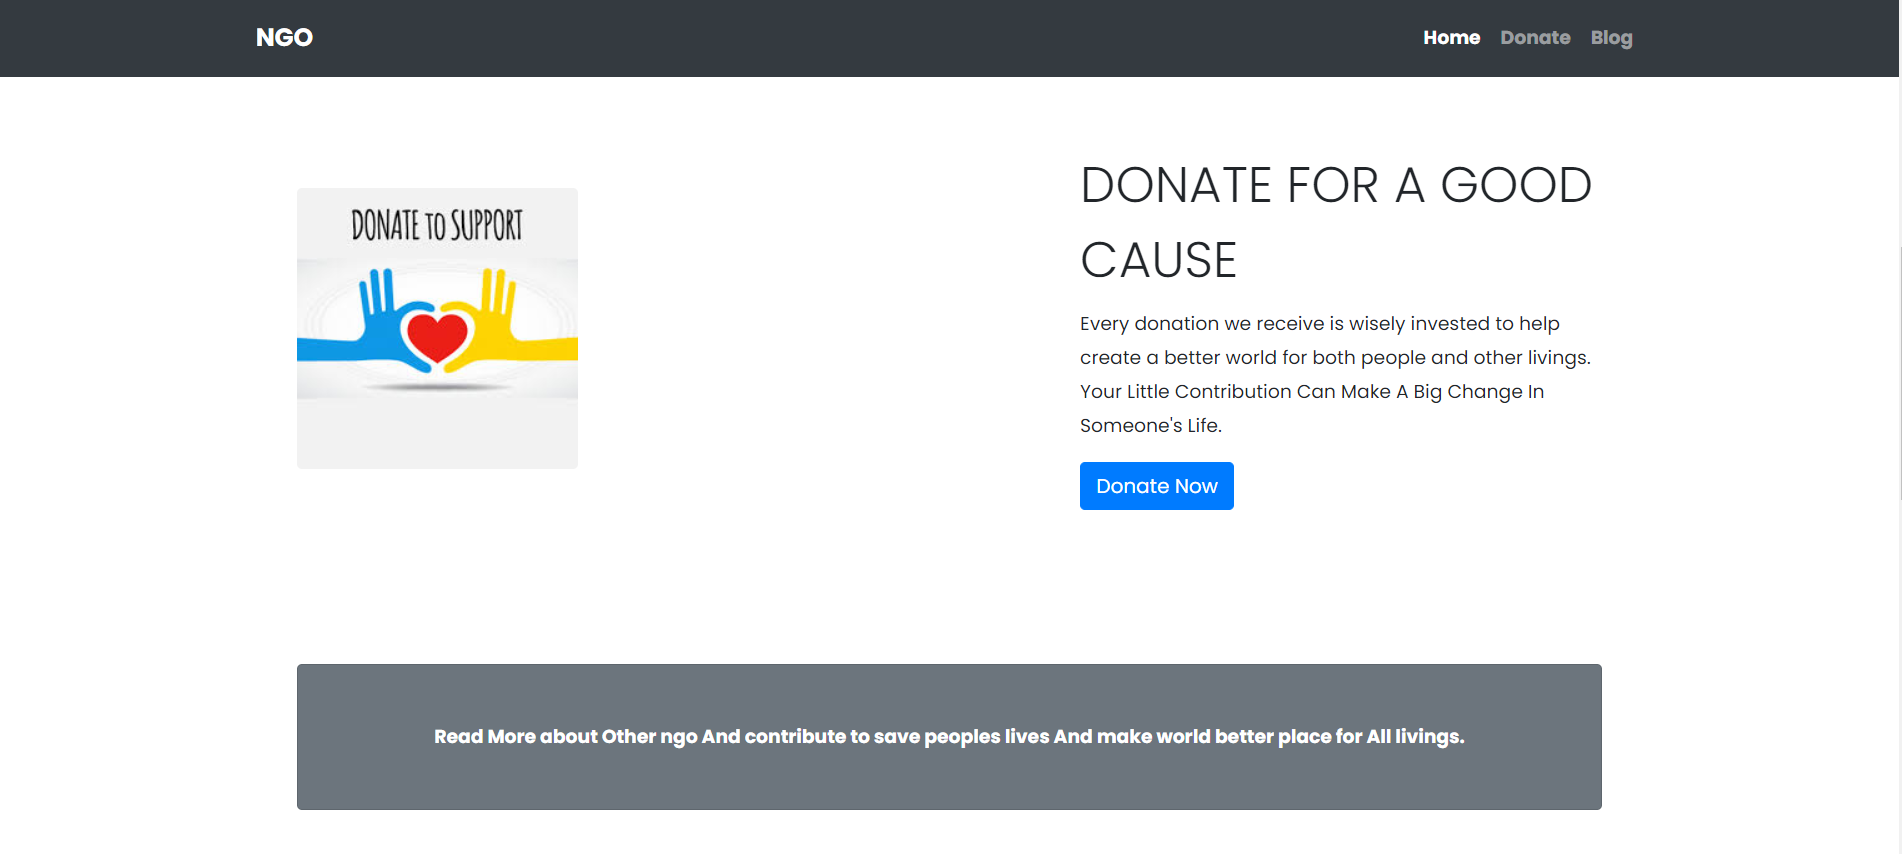 NGO
Home Donate Blog
DONATE to SUPPORT
DONATE FOR A GOOD
CAUSE
Every donation we receive is wisely invested to help
create a better world for both people and other livings.
Your Little Contribution Can Make A Big Change In
Someone's Life.
Donate Now
Read More about Other ngo And contribute to save peoples lives And make world better place for All livings.